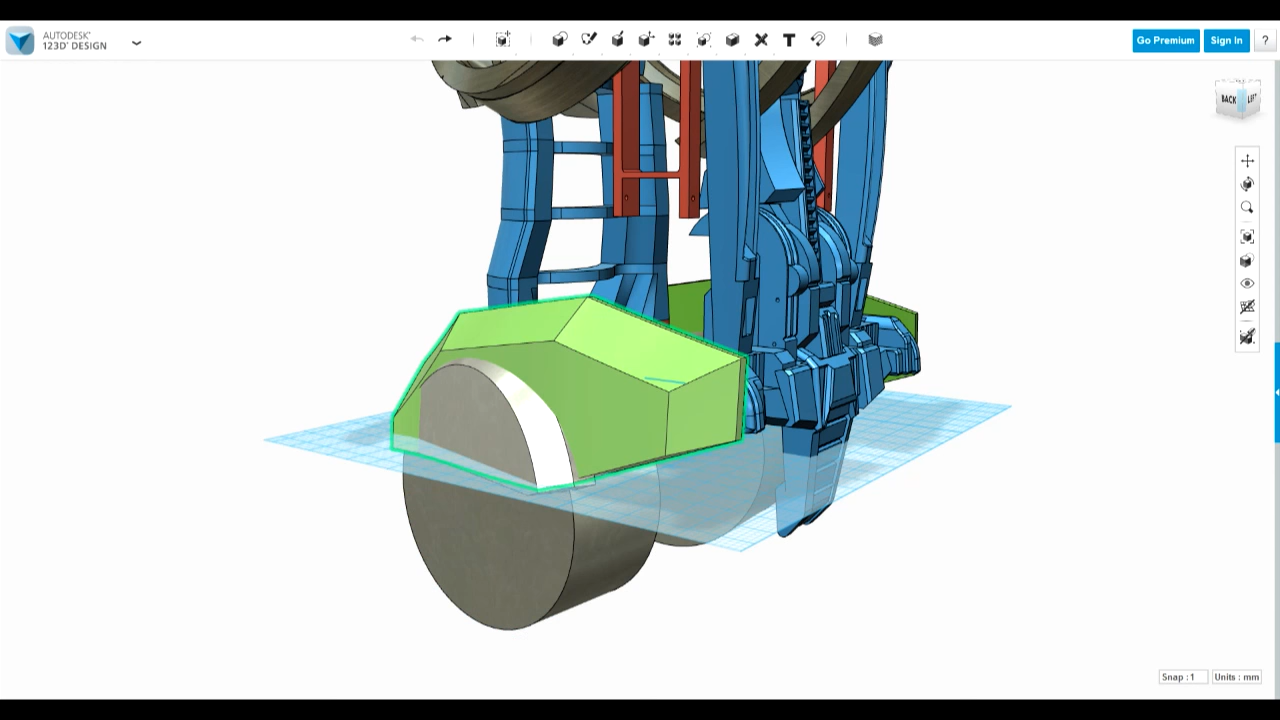 AUTODESK®
123D® DESIGN
Go Premium
Sign In
?
BACK
LEFT
Snap : 1
Units : mm